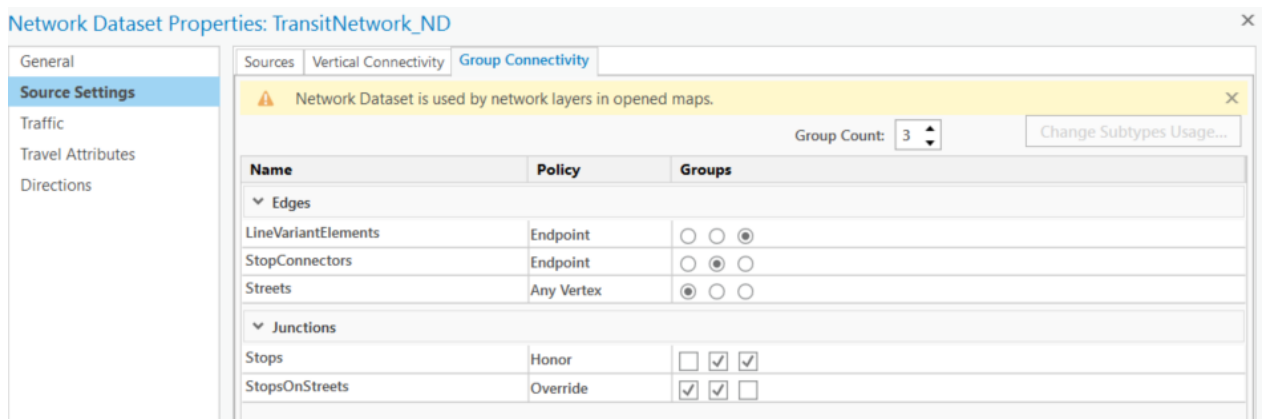 Network Dataset Properties: TransitNetwork_ND
General
Source Settings
Traffic
Travel Attributes
Directions
Sources Vertical Connectivity Group Connectivity
Network Dataset is used by network layers in opened maps.
Group Count: 3 Change Subtypes Usage...
Name Policy Groups
Edges
LineVariantElements Endpoint
StopConnectors Endpoint
Streets Any Vertex
Junctions
Stops Honor
StopsOnStreets Override